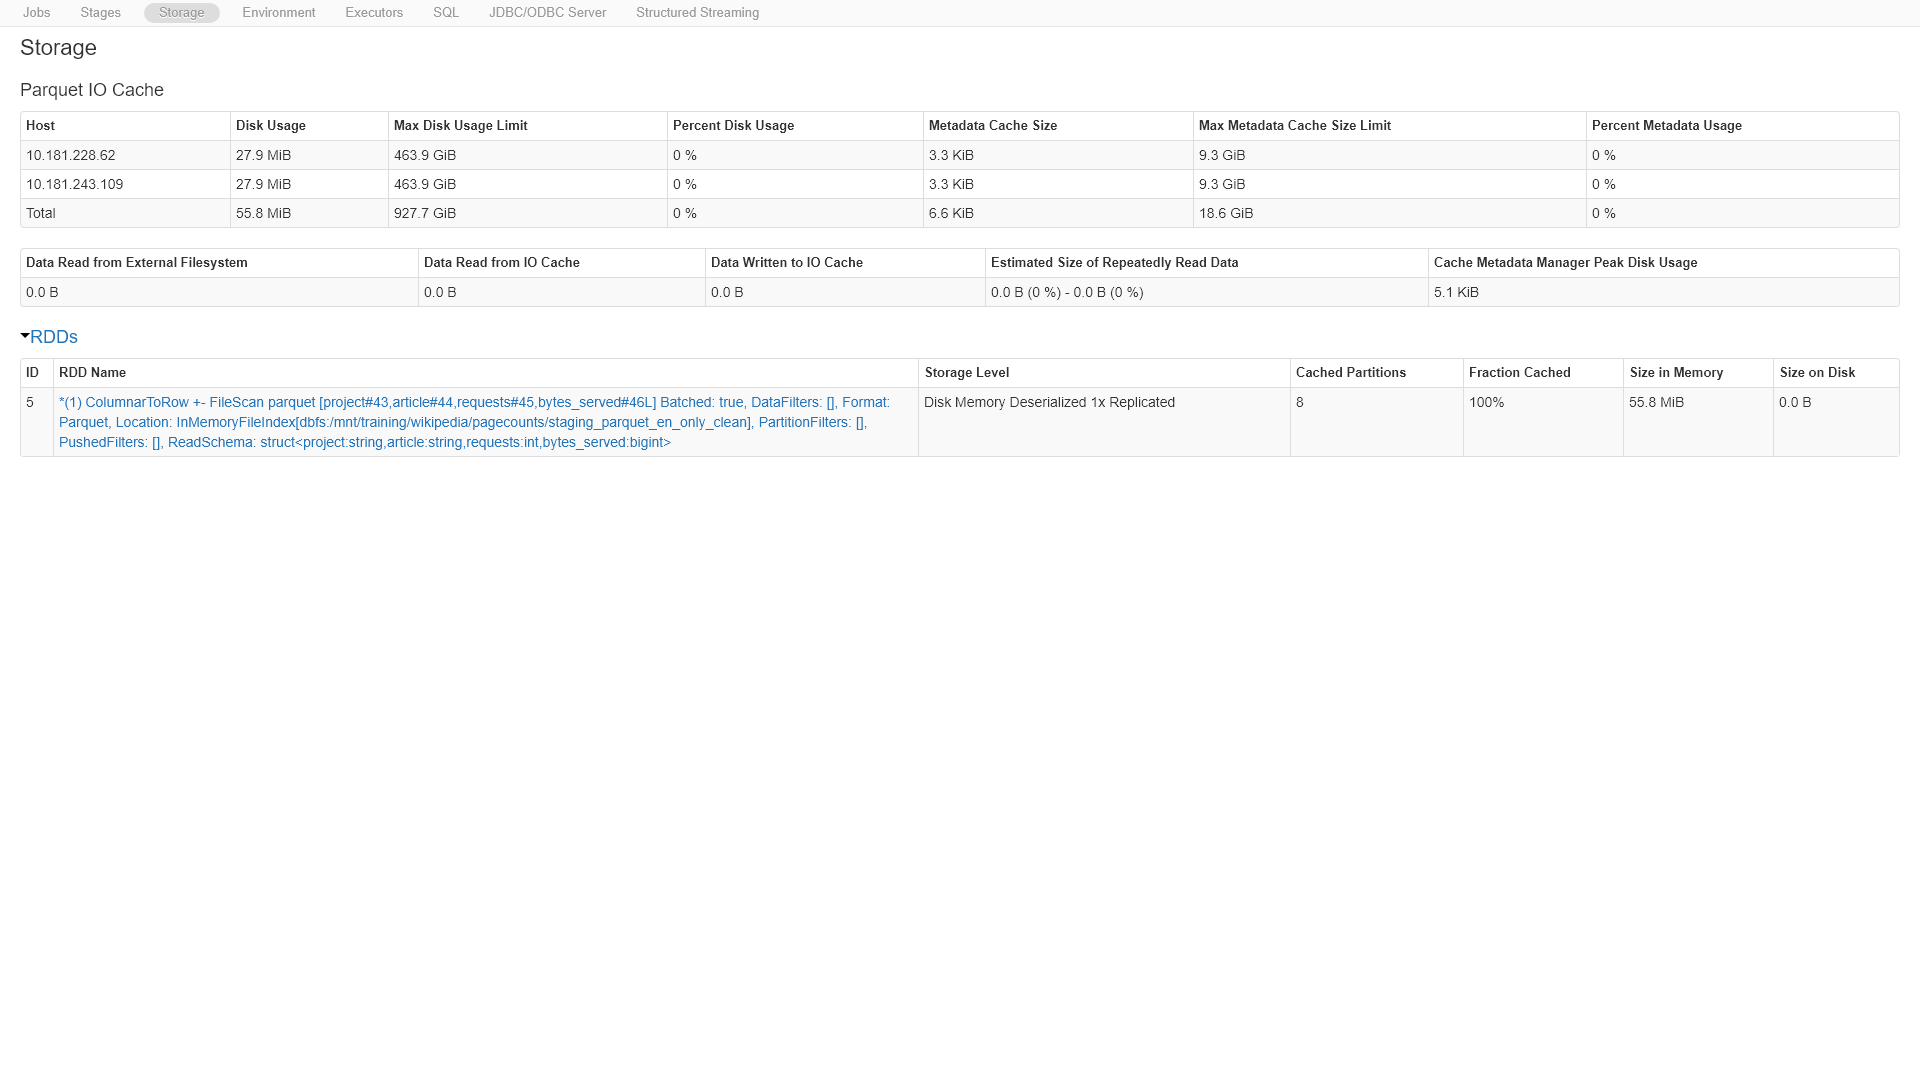 Jobs Stages Storage Environment Executors SQL JDBC/ODBC Server Structured Streaming
Storage
Parquet IO Cache
Host Disk Usage Max Disk Usage Limit Percent Disk Usage Metadata Cache Size Max Metadata Cache Size Limit Percent Metadata Usage
10.181.228.62 27.9 MiB 463.9 GiB 0 % 3.3 KiB 9.3 GiB 0 %
10.181.243.109 27.9 MiB 463.9 GiB 0 % 3.3 KiB 9.3 GiB 0 %
Total 55.8 MiB 927.7 GiB 0 % 6.6 KiB 18.6 GiB 0 %
Data Read from External Filesystem Data Read from IO Cache Data Written to IO Cache Estimated Size of Repeatedly Read Data Cache Metadata Manager Peak Disk Usage
0.0 B 0.0 B 0.0 B 0.0 B (0 %) - 0.0 B (0 %) 5.1 KiB
RDDs
ID RDD Name Storage Level Cached Partitions Fraction Cached Size in Memory Size on Disk
5 *(1) ColumnarToRow +- FileScan parquet [project#43,article#44,requests#45,bytes_served#46L] Batched: true, DataFilters: [], Format: Disk Memory Deserialized 1x Replicated 8 100% 55.8 MiB 0.0 B
Parquet, Location: InMemoryFileIndex[dbfs:/mnt/training/wikipedia/pagecounts/staging_parquet_en_only_clean], PartitionFilters: [],
PushedFilters: [], ReadSchema: struct<project:string,article:string,requests:int,bytes_served:bigint>